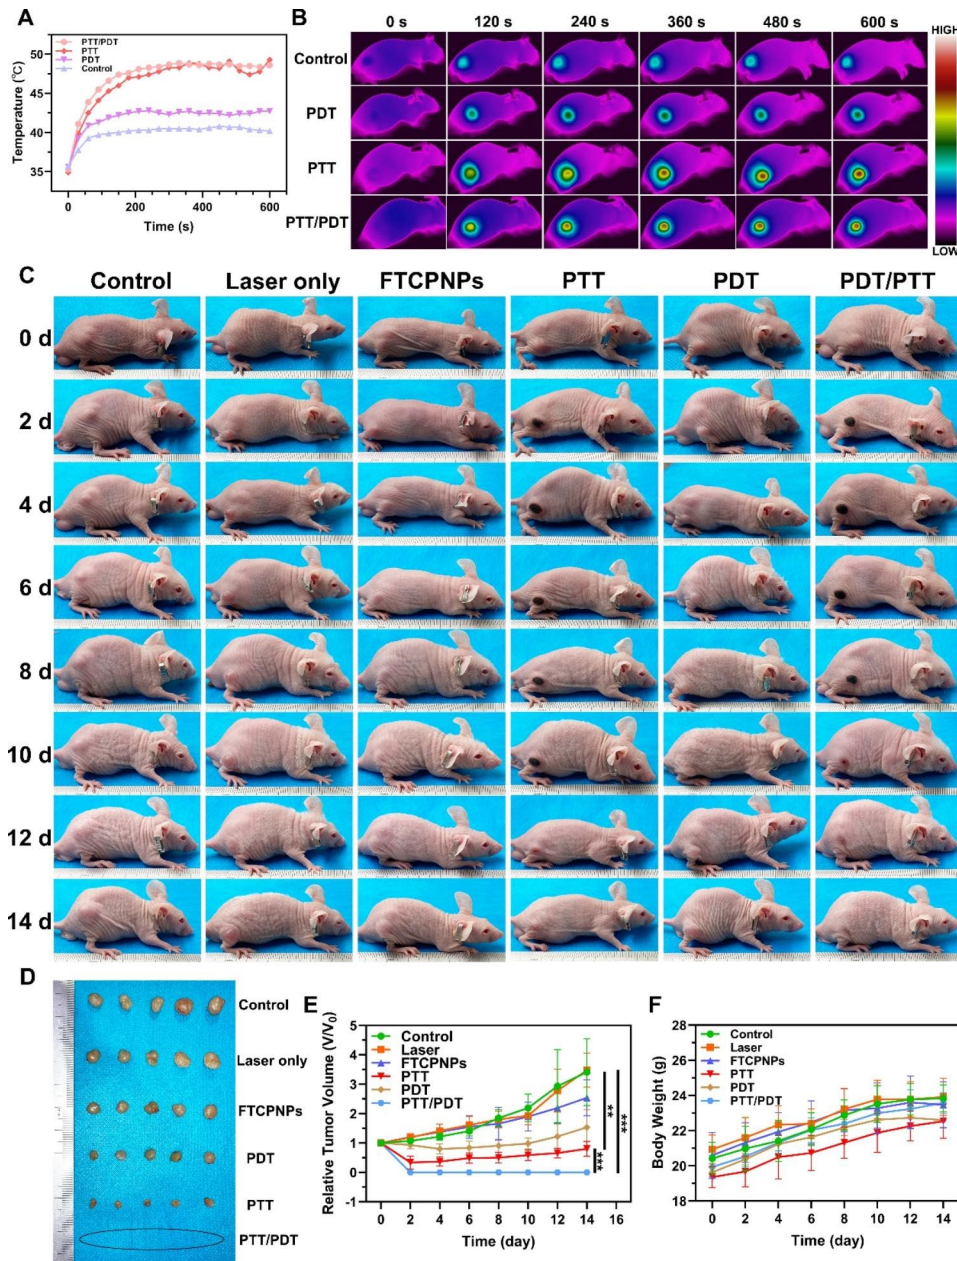 A
Temperature (°C)
50
45
40
35
PTT/PDT
PTT
PDT
Control
0
200
400
600
Time (s)
B
0 s
120 s
240 s
360 s
480 s
600 s
HIGH
Control
PDT
PTT
PTT/PDT
LOW
C
Control
Laser only
FTCPNPs
PTT
PDT
PDT/PTT
0 d
2 d
4 d
6 d
8 d
10 d
12 d
14 d
D
Control
Laser only
FTCPNPs
PDT
PTT
PTT/PDT
E
Relative Tumor Volume (V/V0)
5
4
3
2
1
0
-1
Control
Laser
FTCPNPs
PTT
PDT
PTT/PDT
**
***
***
0
2
4
6
8
10
12
14
16
Time (day)
F
Body Weight (g)
28
26
24
22
20
18
Control
Laser
FTCPNPs
PTT
PDT
PTT/PDT
0
2
4
6
8
10
12
14
Time (day)